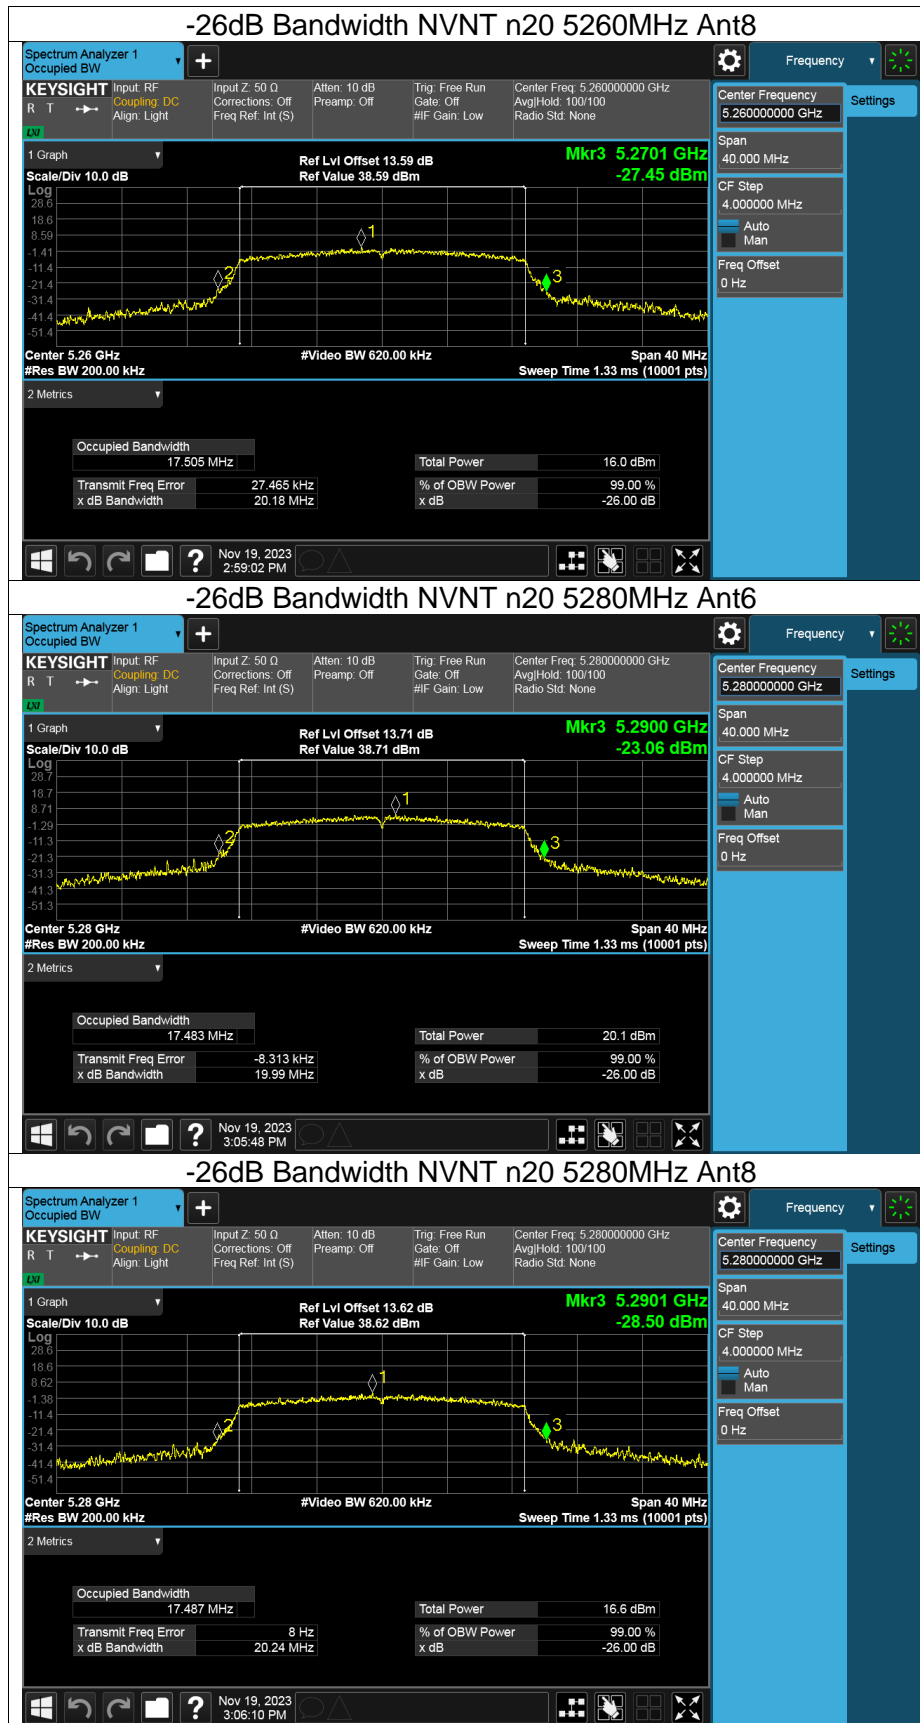 -26dB Bandwidth NVNT n20 5260MHz Ant8
Spectrum Analyzer 1
Occupied BW
Frequency
KEYSIGHT
R T
LXI
Input: RF
Coupling: DC
Align: Light
Input Z: 50 Ω
Corrections: Off
Freq Ref: Int (S)
Atten: 10 dB
Preamp: Off
Trig: Free Run
Gate: Off
#IF Gain: Low
Center Freq: 5.260000000 GHz
Avg|Hold: 100/100
Radio Std: None
Center Frequency
5.260000000 GHz
Settings
Span
40.000 MHz
CF Step
4.000000 MHz
Auto
Man
Freq Offset
0 Hz
1 Graph
Scale/Div 10.0 dB
Ref Lvl Offset 13.59 dB
Ref Value 38.59 dBm
Mkr3 5.2701 GHz
-27.45 dBm
Log
28.6
18.6
8.59
-1.41
-11.4
-21.4
-31.4
-41.4
-51.4
1
2
3
Center 5.26 GHz
#Video BW 620.00 kHz
Span 40 MHz
#Res BW 200.00 kHz
Sweep Time 1.33 ms (10001 pts)
2 Metrics
Occupied Bandwidth
17.505 MHz
Total Power 16.0 dBm
Transmit Freq Error 27.465 kHz
% of OBW Power 99.00 %
x dB Bandwidth 20.18 MHz
x dB -26.00 dB
?
Nov 19, 2023
2:59:02 PM
-26dB Bandwidth NVNT n20 5280MHz Ant6
Spectrum Analyzer 1
Occupied BW
Frequency
KEYSIGHT
R T
LXI
Input: RF
Coupling: DC
Align: Light
Input Z: 50 Ω
Corrections: Off
Freq Ref: Int (S)
Atten: 10 dB
Preamp: Off
Trig: Free Run
Gate: Off
#IF Gain: Low
Center Freq: 5.280000000 GHz
Avg|Hold: 100/100
Radio Std: None
Center Frequency
5.280000000 GHz
Settings
Span
40.000 MHz
CF Step
4.000000 MHz
Auto
Man
Freq Offset
0 Hz
1 Graph
Scale/Div 10.0 dB
Ref Lvl Offset 13.71 dB
Ref Value 38.71 dBm
Mkr3 5.2900 GHz
-23.06 dBm
Log
28.7
18.7
8.71
-1.29
-11.3
-21.3
-31.3
-41.3
-51.3
1
2
3
Center 5.28 GHz
#Video BW 620.00 kHz
Span 40 MHz
#Res BW 200.00 kHz
Sweep Time 1.33 ms (10001 pts)
2 Metrics
Occupied Bandwidth
17.483 MHz
Total Power 20.1 dBm
Transmit Freq Error -8.313 kHz
% of OBW Power 99.00 %
x dB Bandwidth 19.99 MHz
x dB -26.00 dB
?
Nov 19, 2023
3:05:48 PM
-26dB Bandwidth NVNT n20 5280MHz Ant8
Spectrum Analyzer 1
Occupied BW
Frequency
KEYSIGHT
R T
LXI
Input: RF
Coupling: DC
Align: Light
Input Z: 50 Ω
Corrections: Off
Freq Ref: Int (S)
Atten: 10 dB
Preamp: Off
Trig: Free Run
Gate: Off
#IF Gain: Low
Center Freq: 5.280000000 GHz
Avg|Hold: 100/100
Radio Std: None
Center Frequency
5.280000000 GHz
Settings
Span
40.000 MHz
CF Step
4.000000 MHz
Auto
Man
Freq Offset
0 Hz
1 Graph
Scale/Div 10.0 dB
Ref Lvl Offset 13.62 dB
Ref Value 38.62 dBm
Mkr3 5.2901 GHz
-28.50 dBm
Log
28.6
18.6
8.62
-1.38
-11.4
-21.4
-31.4
-41.4
-51.4
1
2
3
Center 5.28 GHz
#Video BW 620.00 kHz
Span 40 MHz
#Res BW 200.00 kHz
Sweep Time 1.33 ms (10001 pts)
2 Metrics
Occupied Bandwidth
17.487 MHz
Total Power 16.6 dBm
Transmit Freq Error 8 Hz
% of OBW Power 99.00 %
x dB Bandwidth 20.24 MHz
x dB -26.00 dB
?
Nov 19, 2023
3:06:10 PM